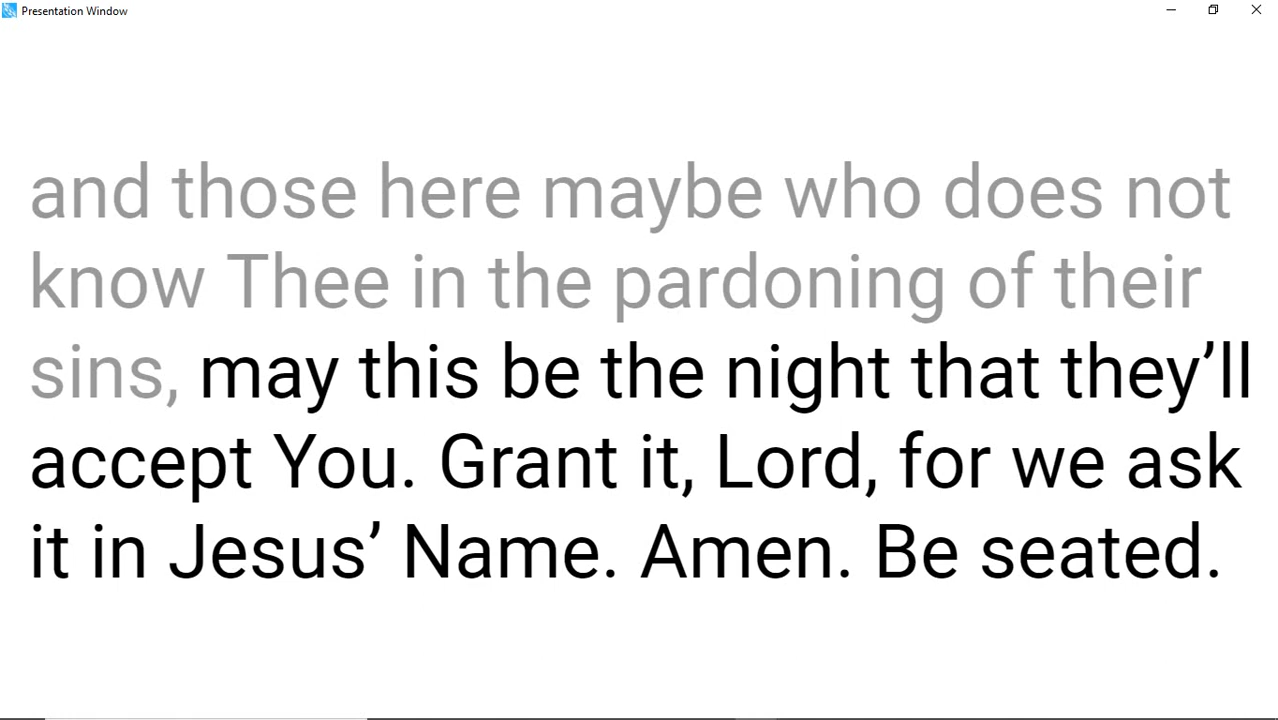 Presentation Window
and those here maybe who does not
know Thee in the pardoning of their
sins, may this be the night that they’ll
accept You. Grant it, Lord, for we ask
it in Jesus’ Name. Amen. Be seated.